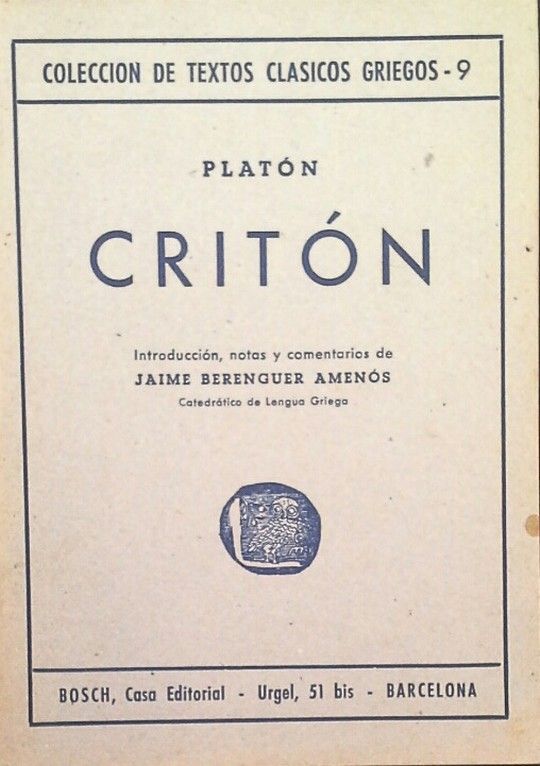 COLECCION DE TEXTOS CLASICOS GRIEGOS - 9
PLATÓN
CRITÓN
Introducción, notas y comentarios de
JAIME BERENGUER AMENÓS
Catedrático de Lengua Griega
BOSCH, Casa Editorial - Urgel, 51 bis - BARCELONA